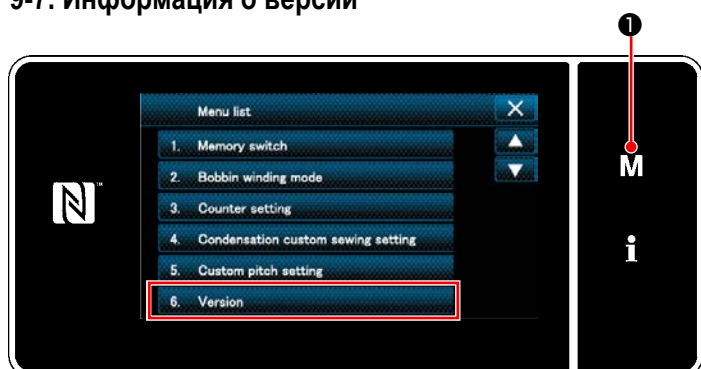 9-7. Информация о версии
❶
Menu list
1. Memory switch
2. Bobbin winding mode
3. Counter setting
4. Condensation custom sewing setting
5. Custom pitch setting
6. Version
M
i